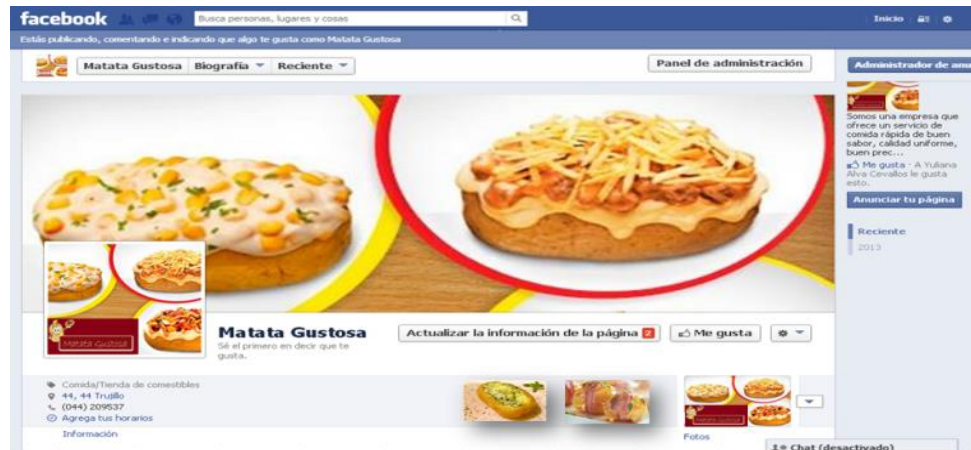 facebook
Busca personas, lugares y cosas
Inicio
Estás publicando, comentando e indicando que algo te gusta como Matata Gustosa
Matata Gustosa
Biografía
Reciente
Panel de administración
Administrador de anu
Somos una empresa que
ofrece un servicio de
comida rápida de buen
sabor, calidad uniforme,
buen prec...
Me gusta · A Yuliana
Alva Cevallos le gusta
esto.
Anunciar tu página
Reciente
2013
Matata Gustosa
Matata Gustosa
Sé el primero en decir que te
gusta.
Actualizar la información de la página 2
Me gusta
Comida/Tienda de comestibles
44, 44 Trujillo
(044) 209537
Agrega tus horarios
Información
Fotos
Chat (desactivado)